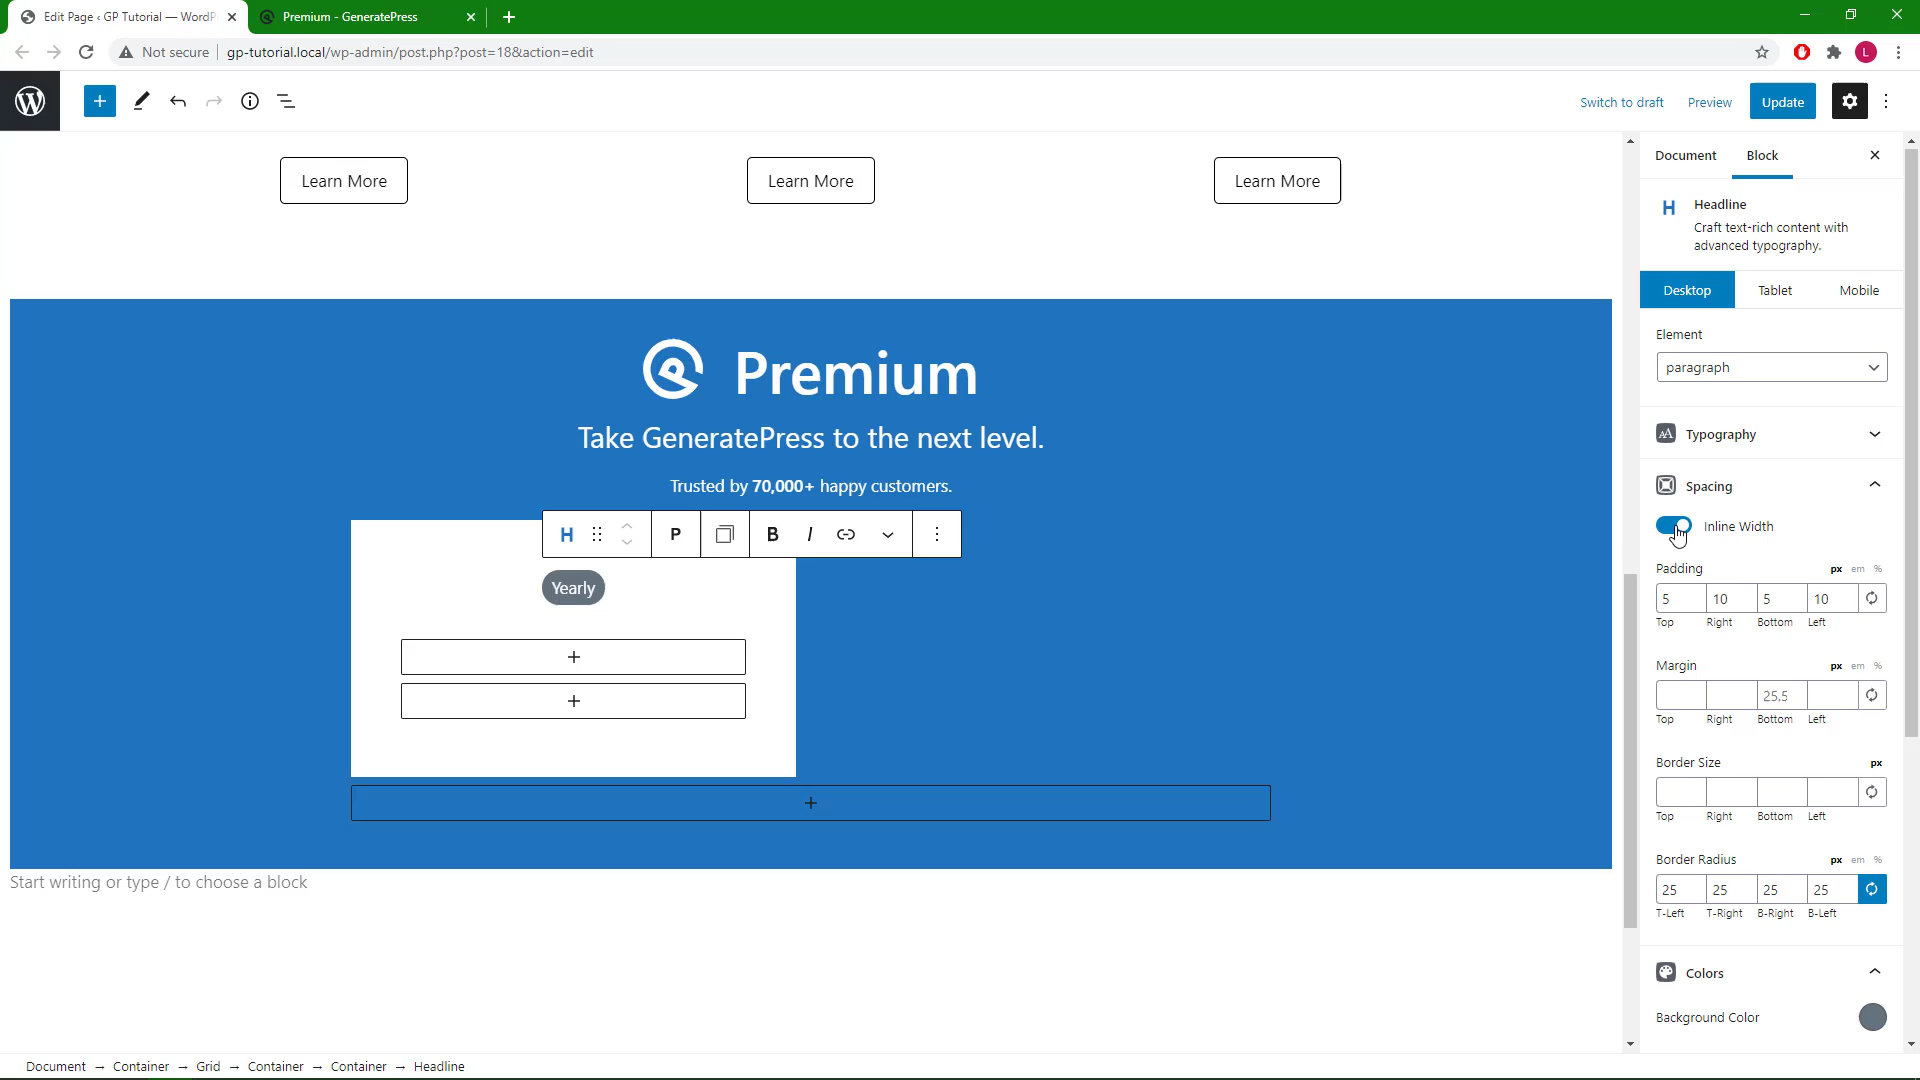 Edit Page ‹ GP Tutorial — WordP
Premium - GeneratePress
Not secure
gp-tutorial.local/wp-admin/post.php?post=18&action=edit
L
Switch to draft
Preview
Update
Learn More
Learn More
Learn More
Premium
Take GeneratePress to the next level.
Trusted by 70,000+ happy customers.
H
P
B
I
Yearly
Start writing or type / to choose a block
Document
Block
H
Headline
Craft text-rich content with
advanced typography.
Desktop
Tablet
Mobile
Element
paragraph
Typography
Spacing
Inline Width
Padding
px em %
5 10 5 10
Top Right Bottom Left
Margin
px em %
25.5
Top Right Bottom Left
Border Size
px
Top Right Bottom Left
Border Radius
px em %
25 25 25 25
T-Left T-Right B-Right B-Left
Colors
Background Color
Document → Container → Grid → Container → Container → Headline